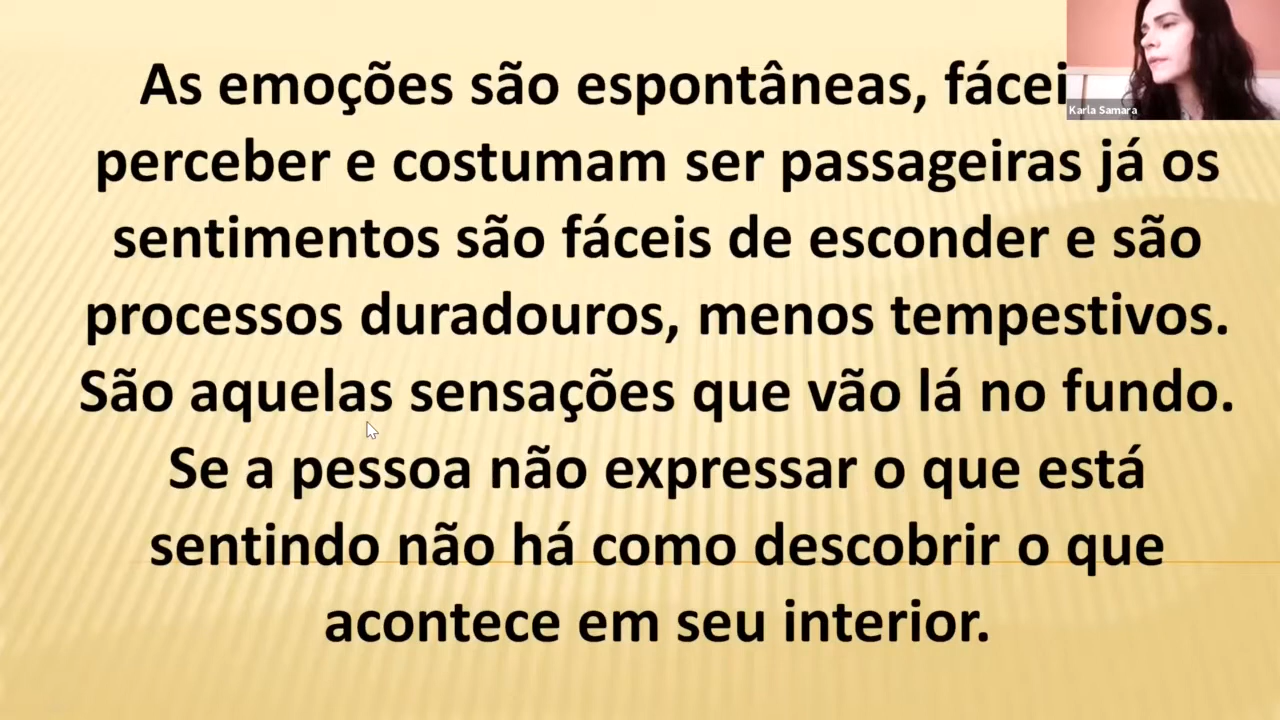 As emoções são espontâneas,
perceber e costumam ser passageiras já os
sentimentos são fáceis de esconder e são
processos duradouros, menos tempestivos.
São aquelas sensações que vão lá no fundo.
Se a pessoa não expressar o que está
sentindo não há como descobrir o que
acontece em seu interior.
Karla Samara